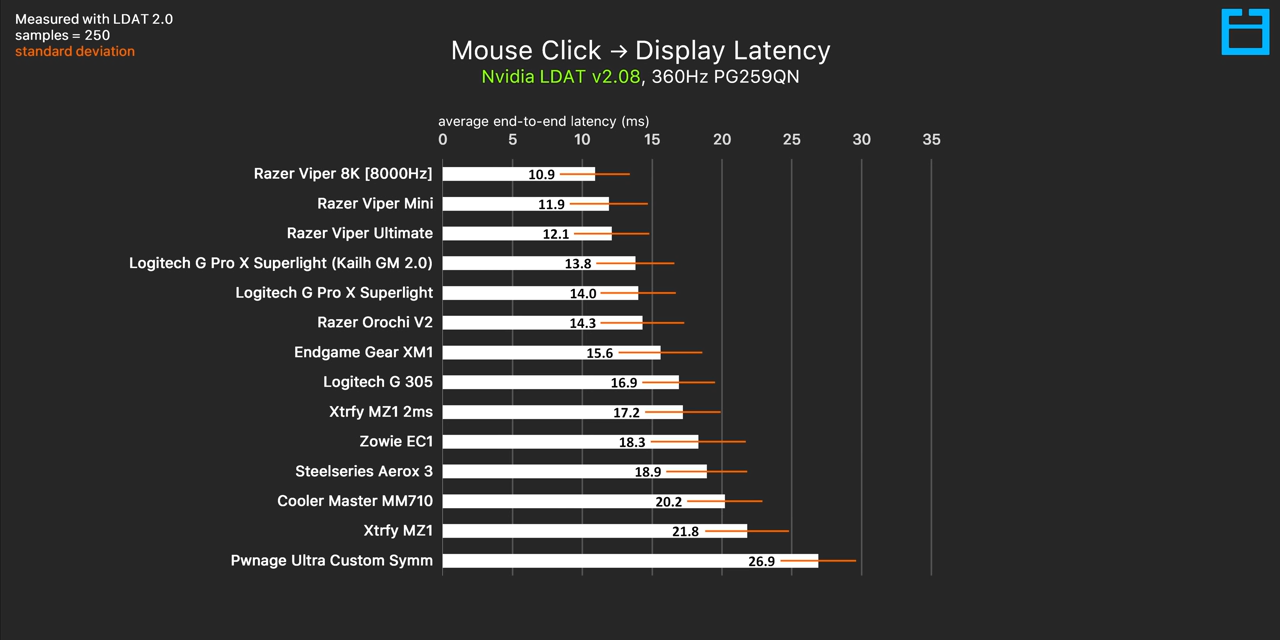 Measured with LDAT 2.0
samples = 250
standard deviation
Mouse Click → Display Latency
Nvidia LDAT v2.08, 360Hz PG259QN
average end-to-end latency (ms)
0 5 10 15 20 25 30 35
Razer Viper 8K [8000Hz] 10.9
Razer Viper Mini 11.9
Razer Viper Ultimate 12.1
Logitech G Pro X Superlight (Kailh GM 2.0) 13.8
Logitech G Pro X Superlight 14.0
Razer Orochi V2 14.3
Endgame Gear XM1 15.6
Logitech G 305 16.9
Xtrfy MZ1 2ms 17.2
Zowie EC1 18.3
Steelseries Aerox 3 18.9
Cooler Master MM710 20.2
Xtrfy MZ1 21.8
Pwnage Ultra Custom Symm 26.9